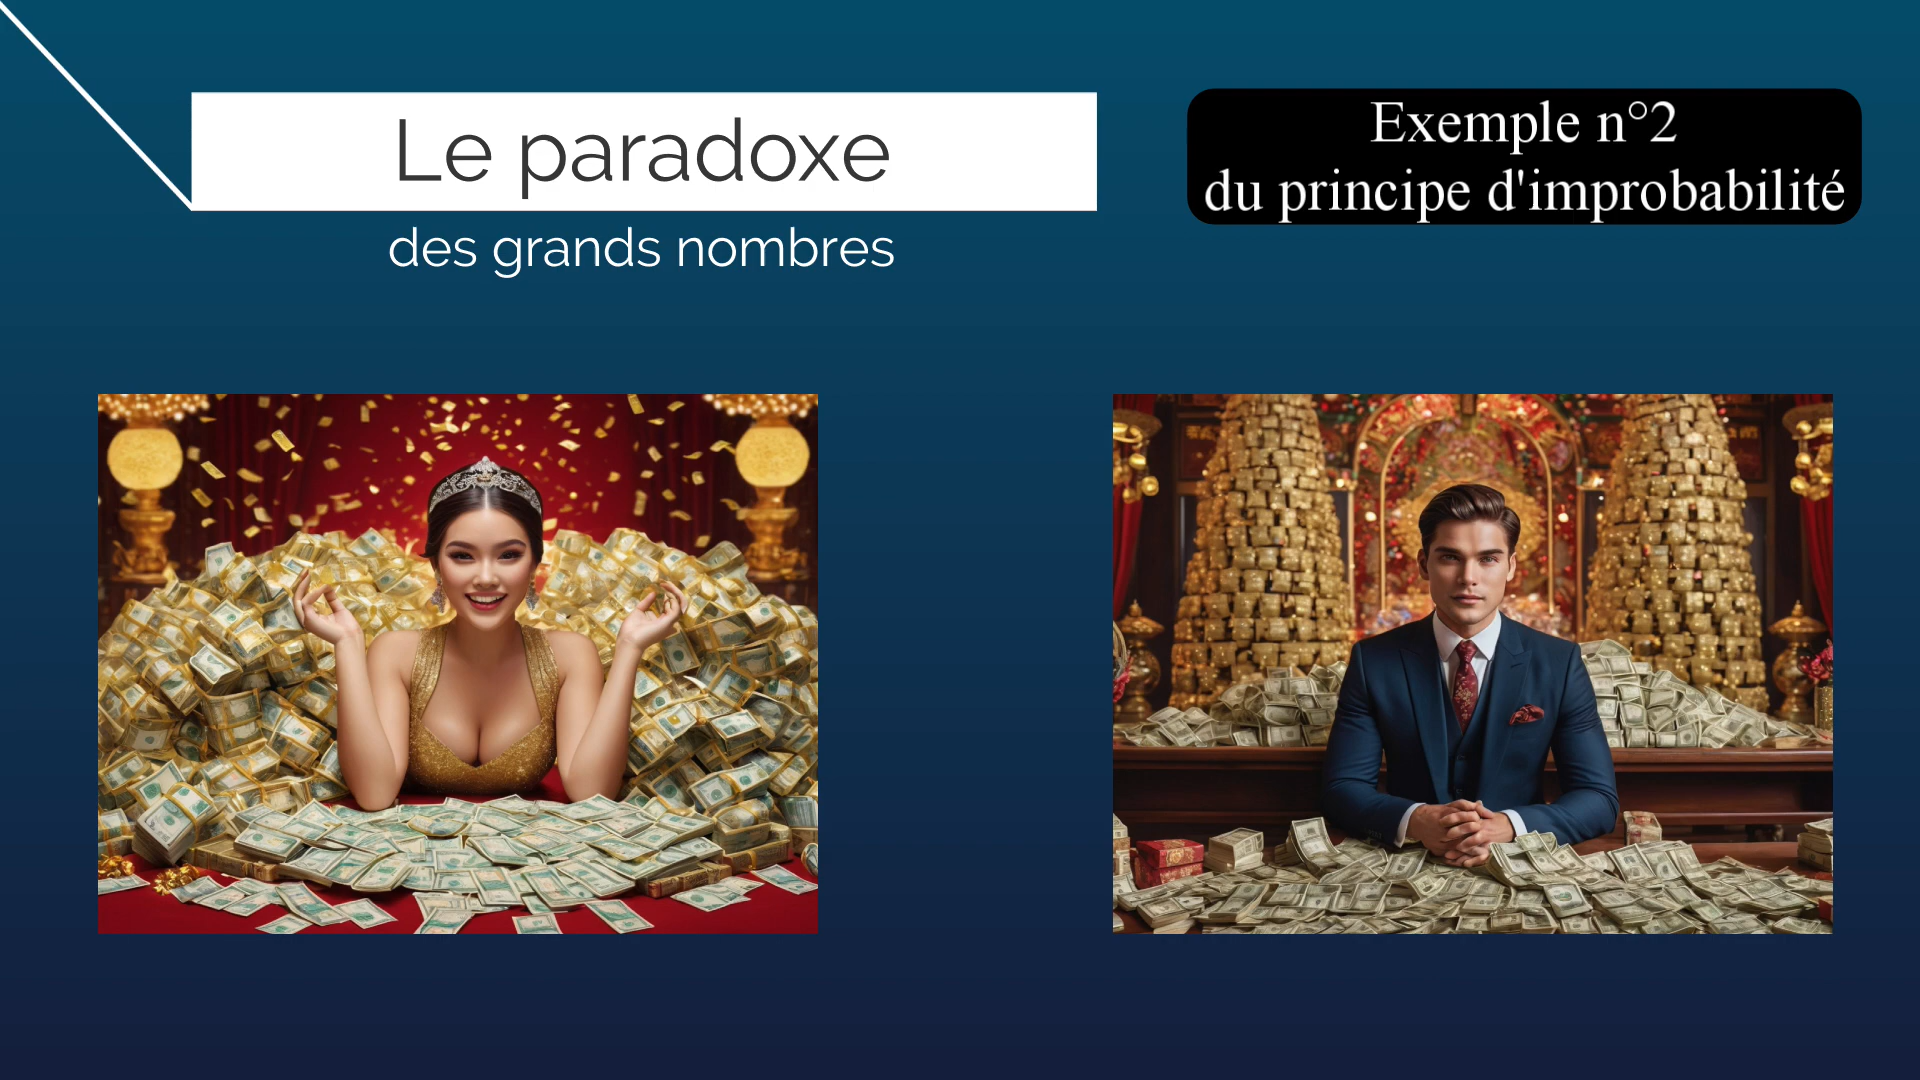 Le paradoxe
des grands nombres
Exemple n°2
du principe d'improbabilité